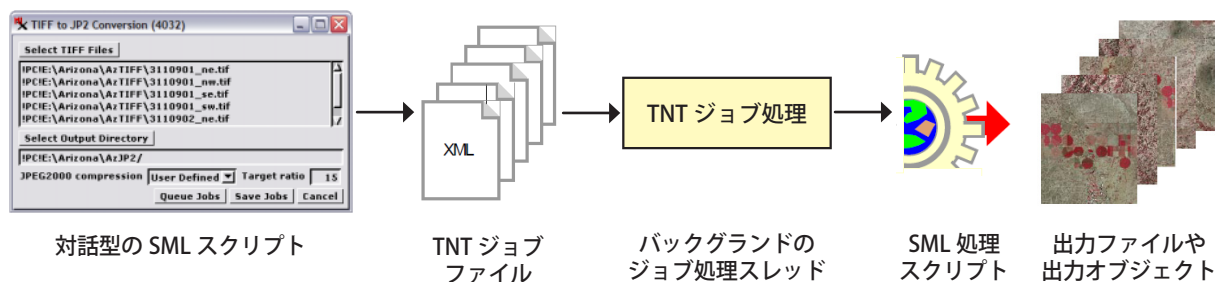 TIFF to JP2 Conversion (4032)
Select TIFF Files
!PC!E:\Arizona\AzTIFF\3110901_ne.tif
!PC!E:\Arizona\AzTIFF\3110901_nw.tif
!PC!E:\Arizona\AzTIFF\3110901_se.tif
!PC!E:\Arizona\AzTIFF\3110901_sw.tif
!PC!E:\Arizona\AzTIFF\3110902_ne.tif
Select Output Directory
!PC!E:\Arizona\AzJP2/
JPEG2000 compression User Defined Target ratio 15
Queue Jobs Save Jobs Cancel
XML
TNT ジョブ処理
対話型の SML スクリプト
TNT ジョブ
ファイル
バックグランドの
ジョブ処理スレッド
SML 処理
スクリプト
出力ファイルや
出力オブジェクト